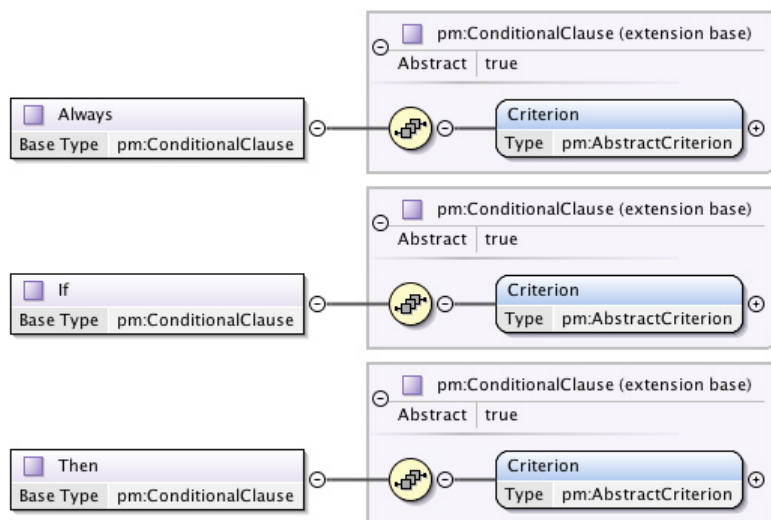 pm:ConditionalClause (extension base)
Abstract true
Always
Base Type pm:ConditionalClause
Criterion
Type pm:AbstractCriterion
pm:ConditionalClause (extension base)
Abstract true
If
Base Type pm:ConditionalClause
Criterion
Type pm:AbstractCriterion
pm:ConditionalClause (extension base)
Abstract true
Then
Base Type pm:ConditionalClause
Criterion
Type pm:AbstractCriterion